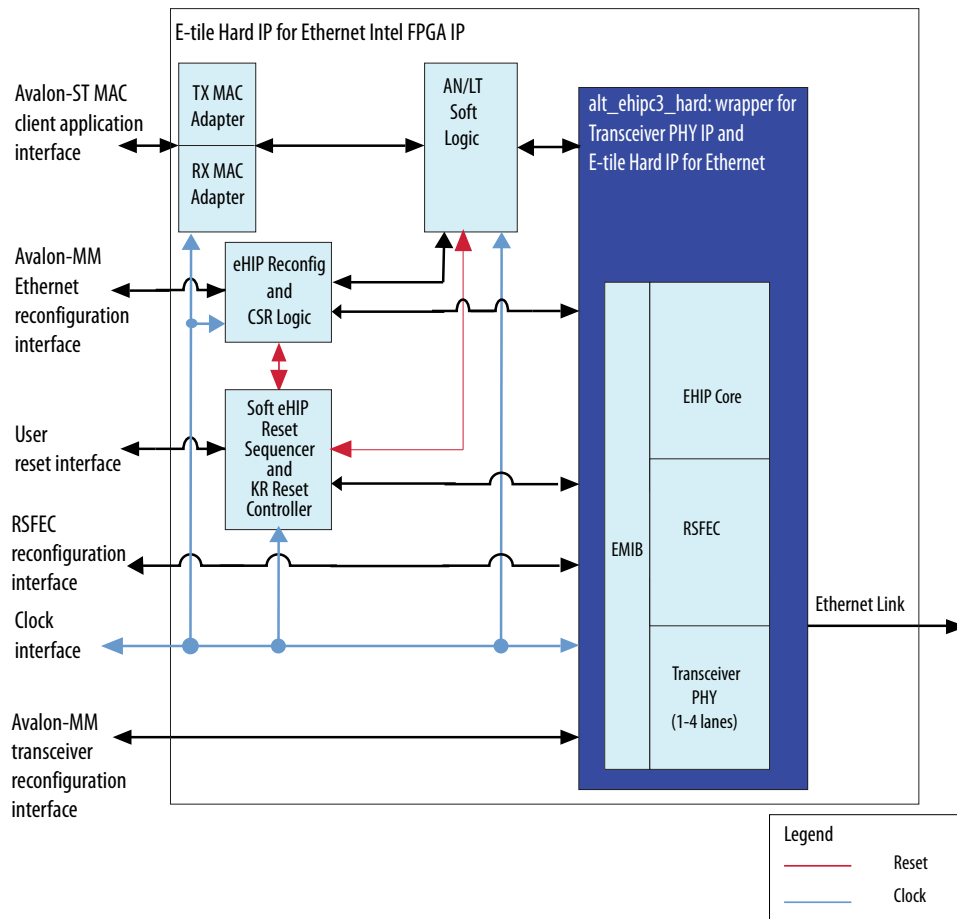 E-tile Hard IP for Ethernet Intel FPGA IP
Avalon-ST MAC
client application
interface
TX MAC
Adapter
RX MAC
Adapter
AN/LT
Soft
Logic
alt_ehipc3_hard: wrapper for
Transceiver PHY IP and
E-tile Hard IP for Ethernet
Avalon-MM
Ethernet
reconfiguration
interface
eHIP Reconfig
and
CSR Logic
User
reset interface
Soft eHIP
Reset
Sequencer
and
KR Reset
Controller
EHIP Core
RSFEC
reconfiguration
interface
EMIB
RSFEC
Clock
interface
Ethernet Link
Transceiver
PHY
(1-4 lanes)
Avalon-MM
transceiver
reconfiguration
interface
Legend
Reset
Clock